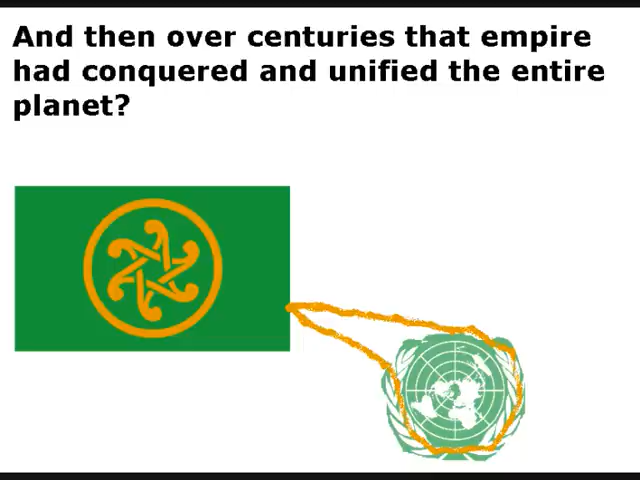 And then over centuries that empire
had conquered and unified the entire
planet?